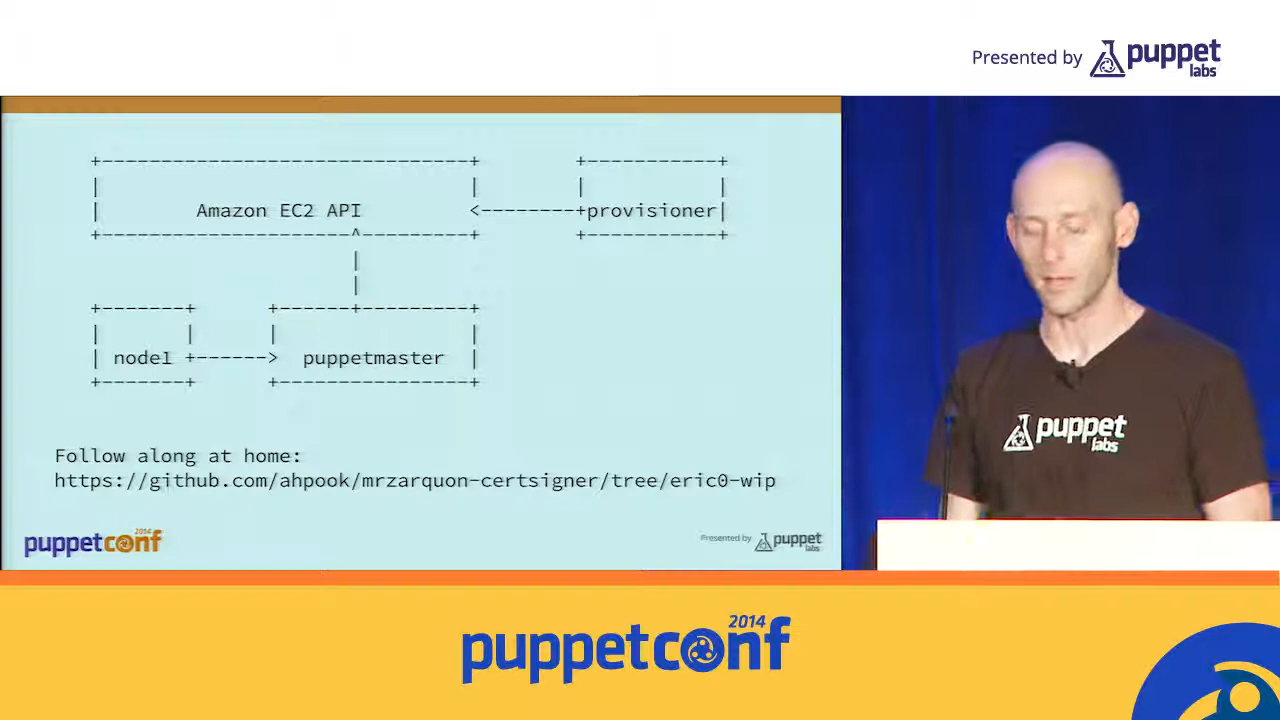 Presented by puppet labs
+--------------------------------+ +-----------+
| | | |
| Amazon EC2 API <--------+provisioner|
+----------------------^---------+ +-----------+
|
|
+-------+ +------+---------+
| | | |
| node1 +------> puppetmaster |
+-------+ +----------------+
Follow along at home:
https://github.com/ahpook/mrzarquon-certsigner/tree/eric0-wip
puppetconf 2014
Presented by puppet labs
puppet labs
puppetconf 2014